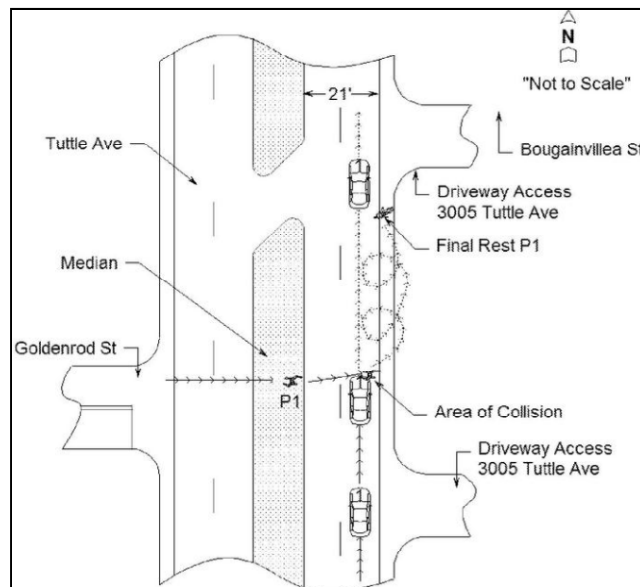 N
"Not to Scale"
21'
Tuttle Ave
Bougainvillea St
Driveway Access
3005 Tuttle Ave
Final Rest P1
Median
Goldenrod St
P1
Area of Collision
Driveway Access
3005 Tuttle Ave